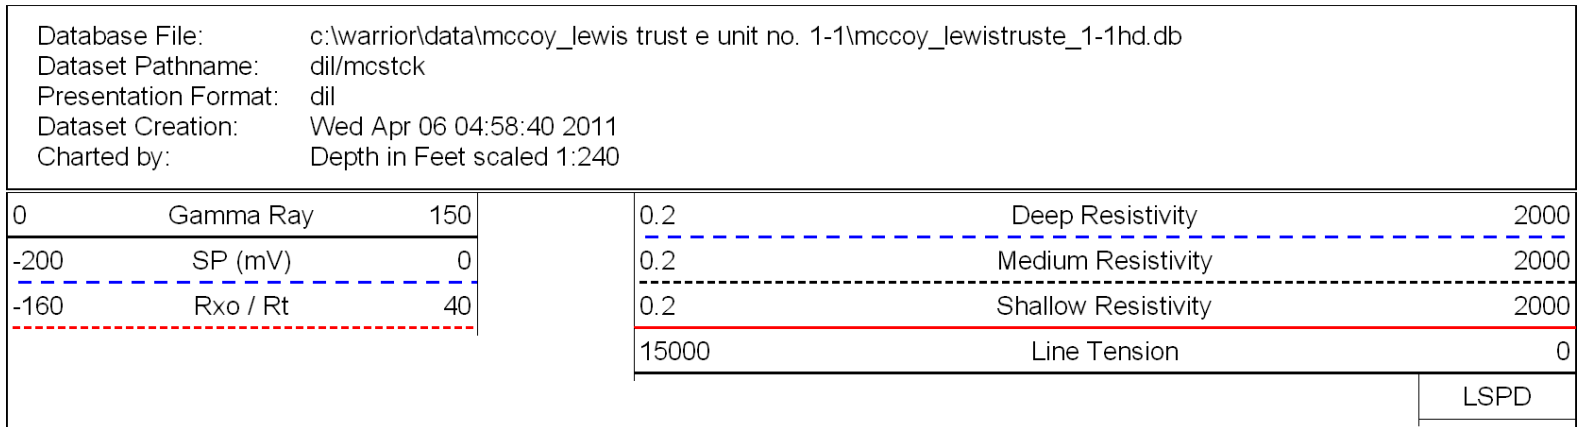 Database File: c:\warrior\data\mccoy_lewis trust e unit no. 1-1\mccoy_lewistruste_1-1hd.db
Dataset Pathname: dil/mcstck
Presentation Format: dil
Dataset Creation: Wed Apr 06 04:58:40 2011
Charted by: Depth in Feet scaled 1:240
0 Gamma Ray 150 0.2 Deep Resistivity 2000
-200 SP (mV) 0 0.2 Medium Resistivity 2000
-160 Rxo / Rt 40 0.2 Shallow Resistivity 2000
15000 Line Tension 0
LSPD